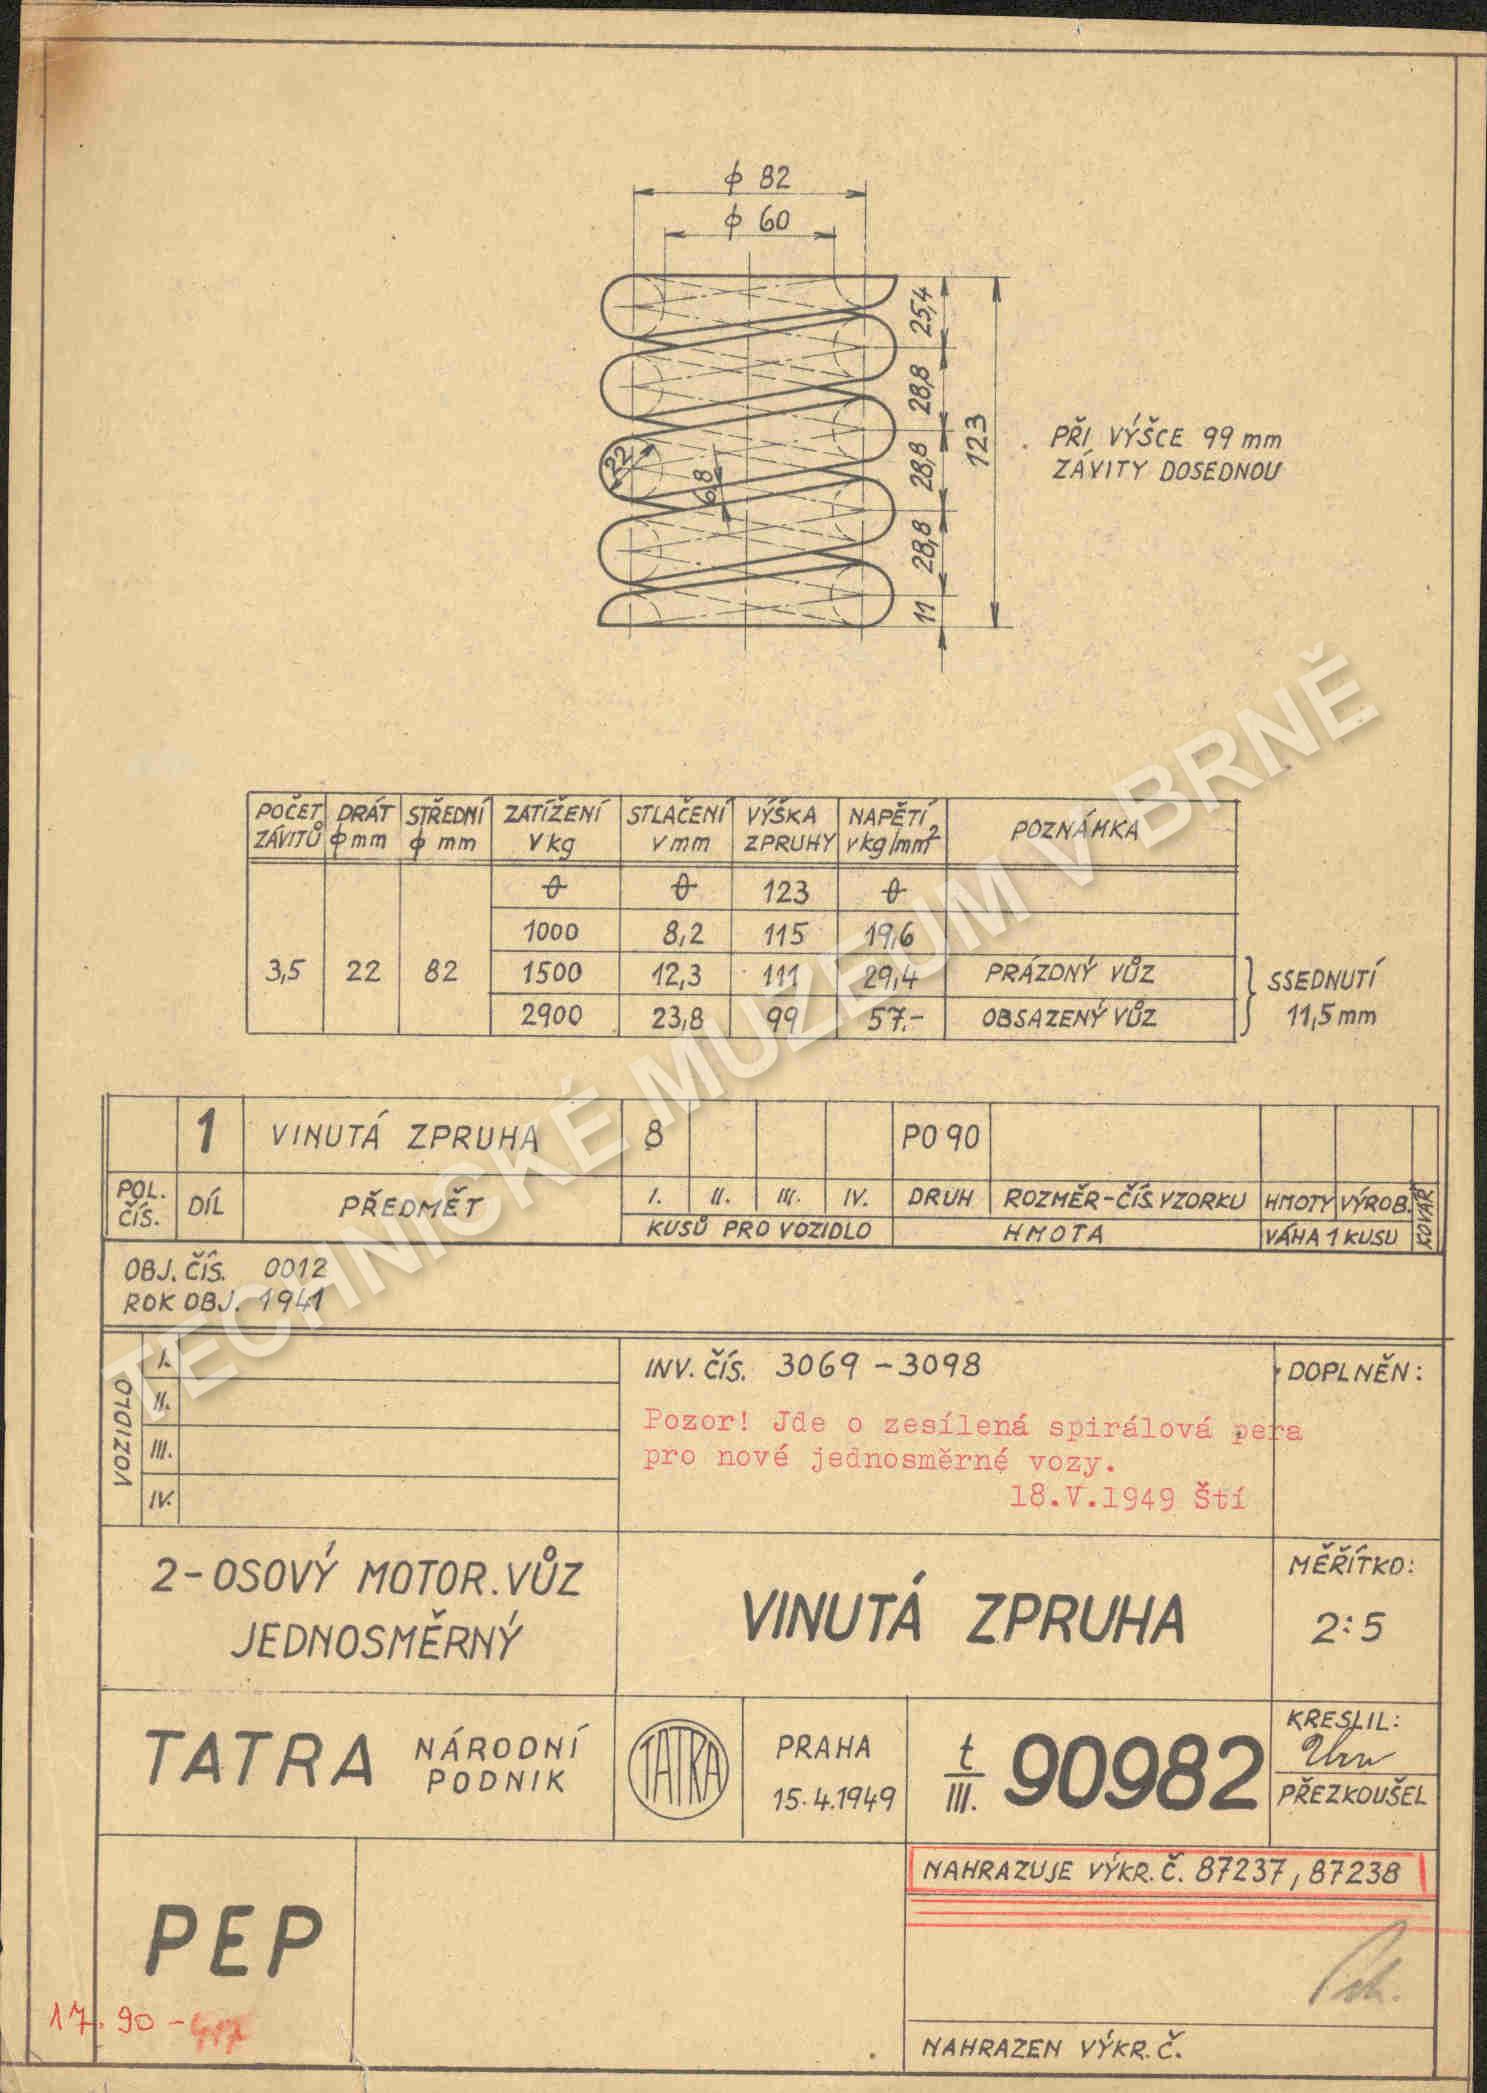 ϕ 82
ϕ 60
25,4
28,8
28,8
28,8
11
123
22
6,8
PŘI VÝŠCE 99 mm
ZÁVITY DOSEDNOU
POČET ZÁVITŮ
DRÁT ϕ mm
STŘEDNÍ ϕ mm
ZATÍŽENÍ V kg
STLAČENÍ V mm
VÝŠKA ZPRUHY
NAPĚTÍ v kg/mm²
POZNÁMKA
0 0 123 0
1000 8,2 115 19,6
3,5 22 82 1500 12,3 111 29,4 PRÁZDNÝ VŮZ
2900 23,8 99 57.- OBSAZENÝ VŮZ
SSEDNUTÍ
11,5 mm
1 VINUTÁ ZPRUHA 8 PO 90
POL. ČÍS.
DÍL
PŘEDMĚT
I. II. III. IV.
KUSŮ PRO VOZIDLO
DRUH
ROZMĚR-ČÍS. VZORKU
HMOTA
HMOTY
VÝROB.
VÁHA 1 KUSU
KOVÁŘ
OBJ. ČÍS. 0012
ROK OBJ. 1941
VOZIDLO
I.
II.
III.
IV.
INV. ČÍS. 3069 - 3098
DOPLNĚN:
Pozor! Jde o zesílená spirálová pera
pro nové jednosměrné vozy.
18.V.1949 Ští
2-OSOVÝ MOTOR. VŮZ
JEDNOSMĚRNÝ
VINUTÁ ZPRUHA
MĚŘÍTKO:
2:5
TATRA NÁRODNÍ PODNIK
TATRA
PRAHA
15.4.1949
t
III.
90982
KRESLIL:
PŘEZKOUŠEL
NAHRAZUJE VÝKR. Č. 87237, 87238
PEP
17. 90 -
NAHRAZEN VÝKR. Č.
TECHNICKÉ MUZEUM V BRNĚ